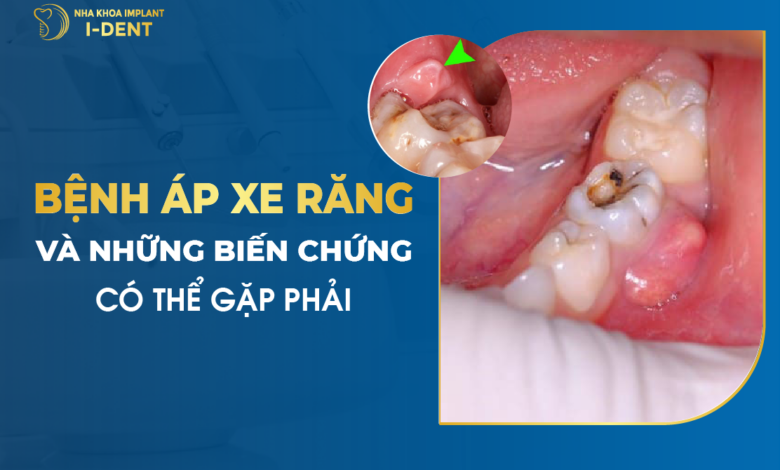 NHA KHOA IMPLANT
I-DENT
BỆNH ÁP XE RĂNG
VÀ NHỮNG BIẾN CHỨNG
CÓ THỂ GẶP PHẢI